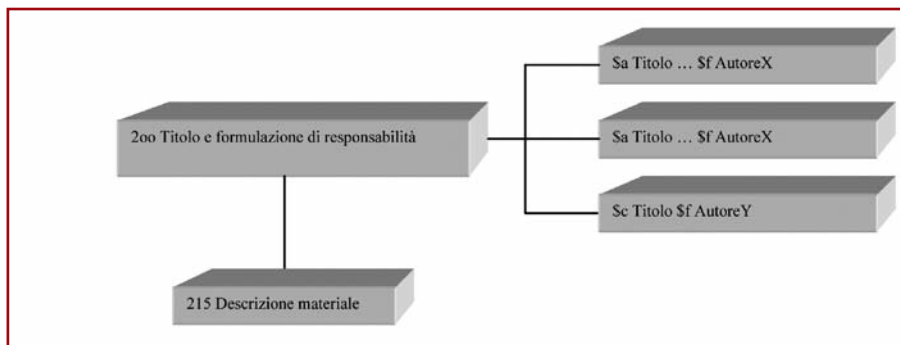 $a Titolo … $f AutoreX
2oo Titolo e formulazione di responsabilità
$a Titolo … $f AutoreX
$c Titolo $f AutoreY
215 Descrizione materiale